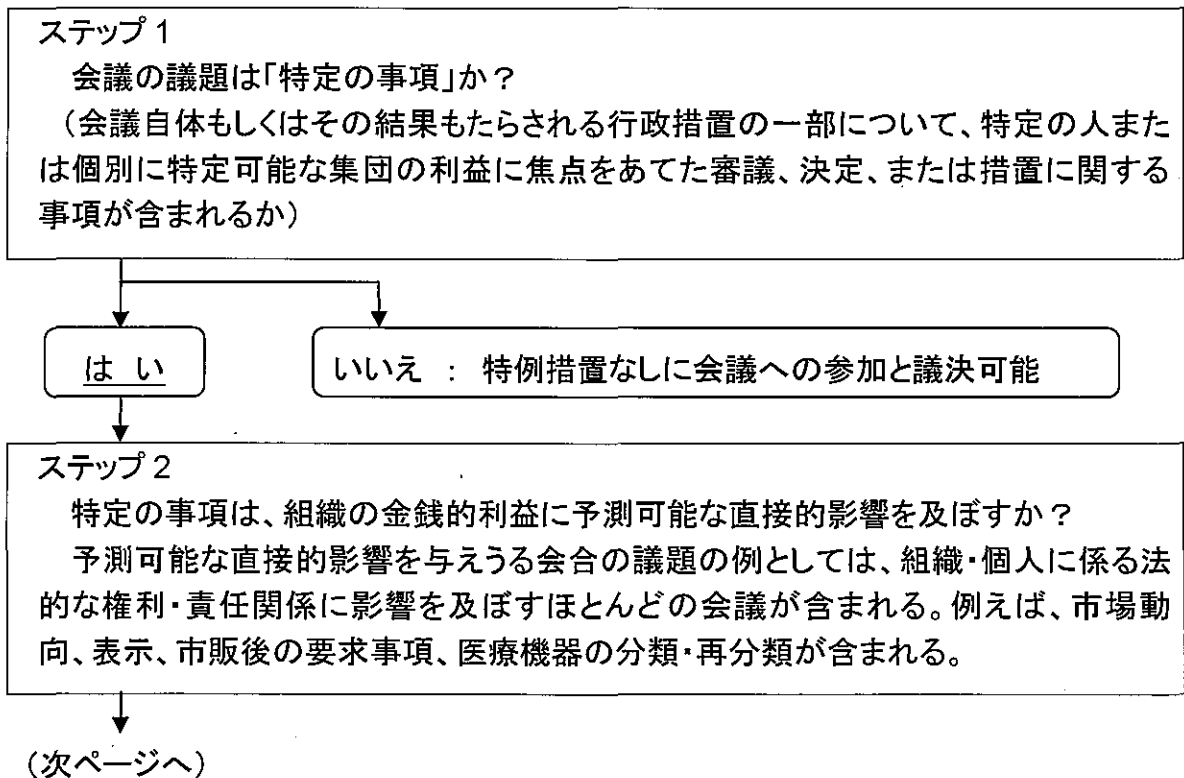 ステップ1
会議の議題は「特定の事項」か？
（会議自体もしくはその結果もたらされる行政措置の一部について、特定の人また
は個別に特定可能な集団の利益に焦点をあてた審議、決定、または措置に関する
事項が含まれるか）
は い
いいえ ： 特例措置なしに会議への参加と議決可能
ステップ2
特定の事項は、組織の金銭的利益に予測可能な直接的影響を及ぼすか？
予測可能な直接的影響を与えうる会合の議題の例としては、組織・個人に係る法
的な権利・責任関係に影響を及ぼすほとんどの会議が含まれる。例えば、市場動
向、表示、市販後の要求事項、医療機器の分類・再分類が含まれる。
（次ページへ）